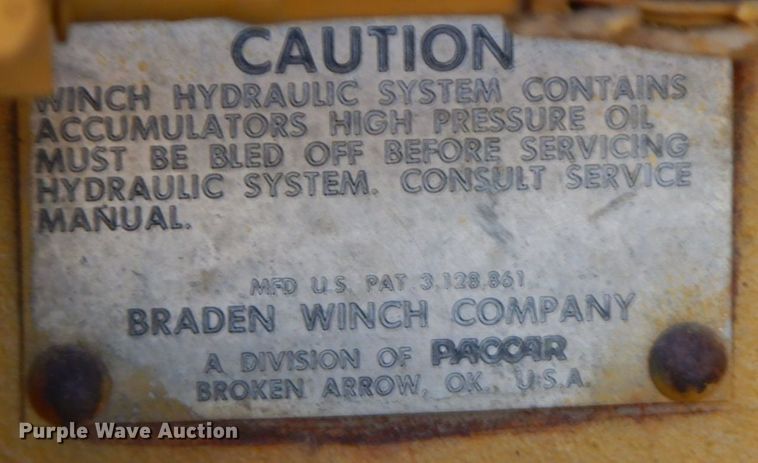 CAUTION
WINCH HYDRAULIC SYSTEM CONTAINS
ACCUMULATORS HIGH PRESSURE OIL
MUST BE BLED OFF BEFORE SERVICING
HYDRAULIC SYSTEM. CONSULT SERVICE
MANUAL.
MFD U.S. PAT 3,128,861
BRADEN WINCH COMPANY
A DIVISION OF PACCAR
BROKEN ARROW, OK. U.S.A.
Purple Wave Auction